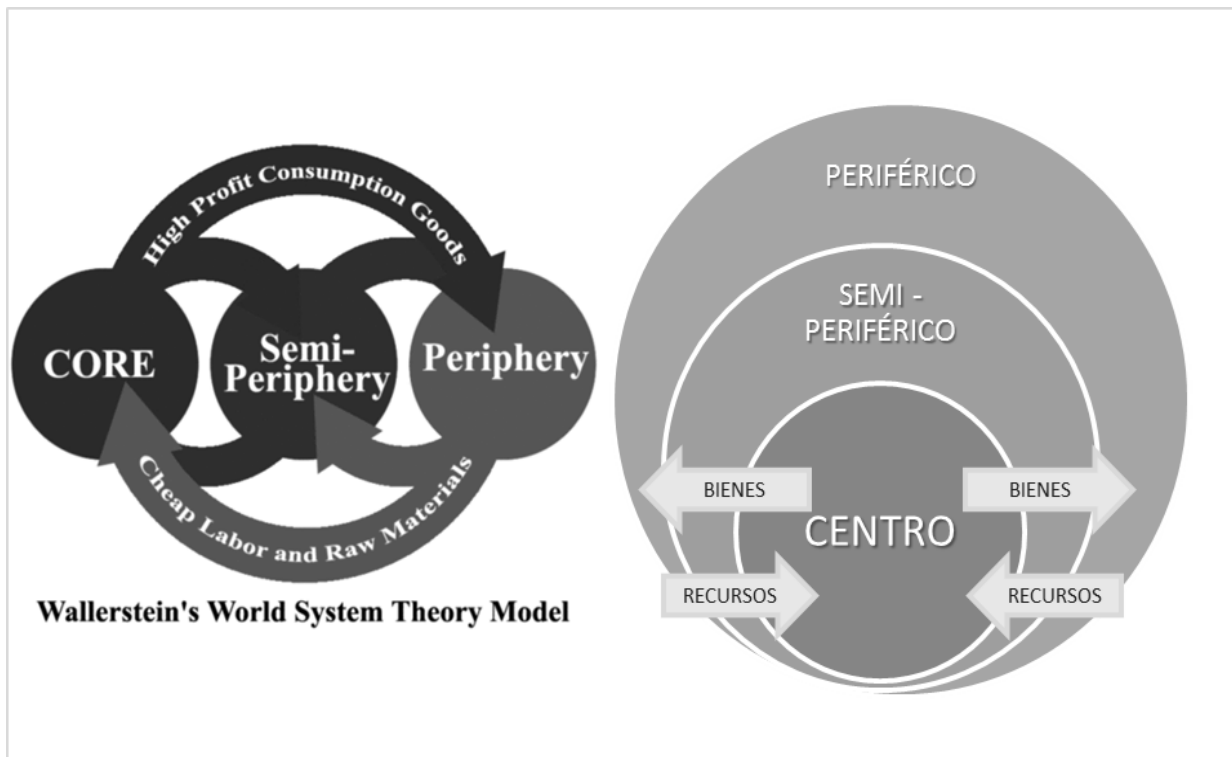 High Profit Consumption Goods
CORE
Semi-
Periphery
Periphery
Cheap Labor and Raw Materials
Wallerstein's World System Theory Model
PERIFÉRICO
SEMI -
PERIFÉRICO
BIENES
BIENES
CENTRO
RECURSOS
RECURSOS